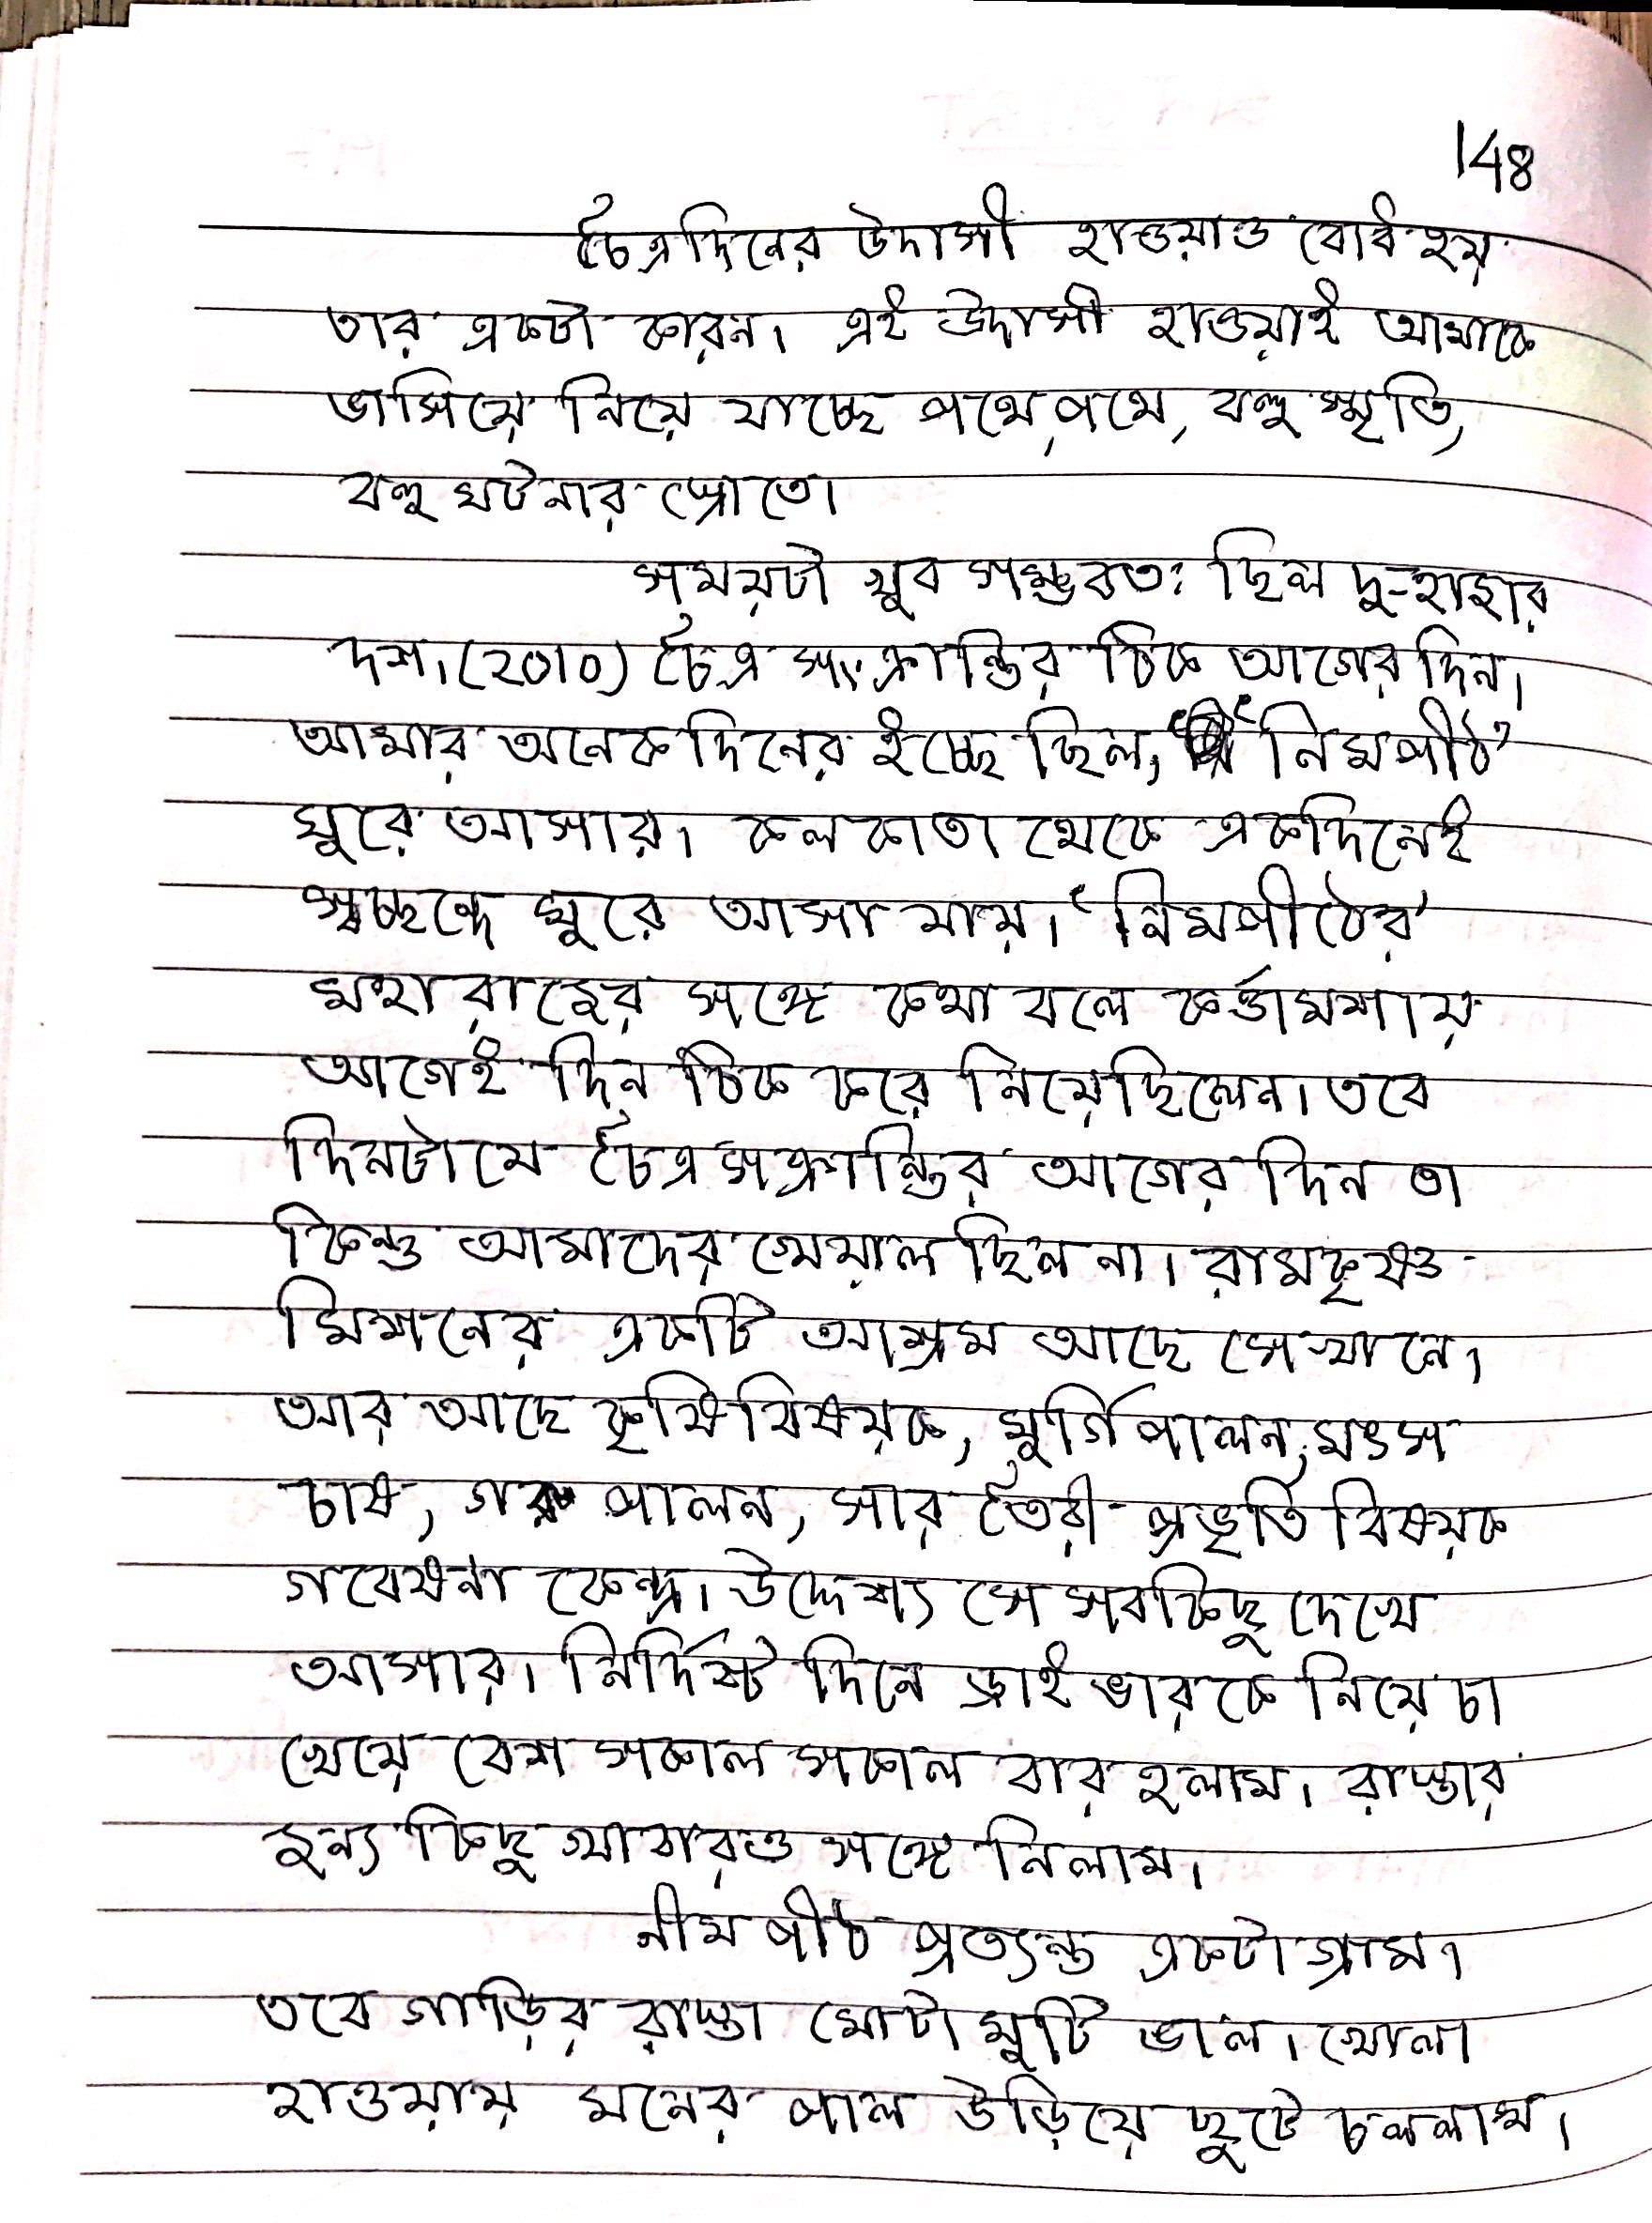 148
চৈত্রদিনের উদাসী হাওয়াও বোধ হয়
তার একটা কারন। এই উদাসী হাওয়াই আমাকে
ভাসিয়ে নিয়ে যাচ্ছে পথে, পথে, বহু স্মৃতি,
বহু ঘটনার স্রোতে।
সময়টা খুব সম্ভবতঃ ছিল দু-হাজার
দশ। (২০১০) চৈত্র সংক্রান্তির ঠিক আগের দিন।
আমার অনেক দিনের ইচ্ছে ছিল, ‘নিমপীঠ’
ঘুরে আসার। কলকাতা থেকে একদিনেই
স্বচ্ছন্দে ঘুরে আসা যায়। ‘নিমপীঠের’
মহারাজের সঙ্গে কথা বলে কর্ত্তামশায়
আগেই দিন ঠিক করে নিয়েছিলেন। তবে
দিনটা যে চৈত্রসক্রান্তির আগের দিন তা
কিন্তু আমাদের খেয়াল ছিল না। রামকৃষ্ণ
মিশনের একটি আশ্রম আছে সেখানে।
আর আছে কৃষি বিষয়ক, মুর্গি পালন, মৎস
চাষ, গরু পালন, সার তৈরী প্রভৃতি বিষয়ক
গবেষনা কেন্দ্র। উদ্দেশ্য সে সবকিছু দেখে
আসার। নির্দিষ্ট দিনে ড্রাইভারকে নিয়ে চা
খেয়ে বেশ সকাল সকাল বার হলাম। রাস্তার
জন্য কিছু খাবারও সঙ্গে নিলাম।
নীমপীঠ প্রত্যন্ত একটা গ্রাম।
তবে গাড়ির রাস্তা মোটামুটি ভাল। খোলা
হাওয়ায় মনের পাল উড়িয়ে ছুটে চললাম।